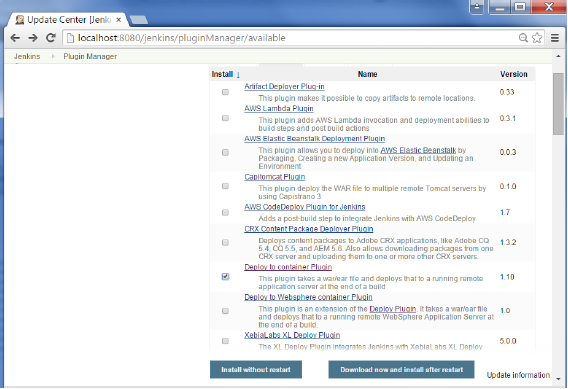 Update Center [Jenki
localhost:8080/jenkins/pluginManager/available
Jenkins
Plugin Manager
Install ↓ Name Version
Artifact Deployer Plug-in
This plugin makes it possible to copy artifacts to remote locations.
0.33
AWS Lambda Plugin
This plugin adds AWS Lambda invocation and deployment abilities to
build steps and post build actions
0.3.1
AWS Elastic Beanstalk Deployment Plugin
This plugin allows you to deploy into AWS Elastic Beanstalk by
Packaging, Creating a new Application Version, and Updating an
Environment
0.0.3
Capitomcat Plugin
This plugin deploy the WAR file to multiple remote Tomcat servers by
using Capistrano 3
0.1.0
AWS CodeDeploy Plugin for Jenkins
Adds a post-build step to integrate Jenkins with AWS CodeDeploy
1.7
CRX Content Package Deployer Plugin
Deploys content packages to Adobe CRX applications, like Adobe CQ
5.4, CQ 5.5, and AEM 5.6. Also allows downloading packages from one
CRX server and uploading them to one or more other CRX servers.
1.3.2
Deploy to container Plugin
This plugin takes a war/ear file and deploys that to a running remote
application server at the end of a build
1.10
Deploy to Websphere container Plugin
This plugin is an extension of the Deploy Plugin. It takes a war/ear file
and deploys that to a running remote WebSphere Application Server at
the end of a build.
1.0
XebiaLabs XL Deploy Plugin
The XL Deploy Plugin integrates Jenkins with XebiaLabs XL Deploy
5.0.0
Install without restart
Download now and install after restart
Update information